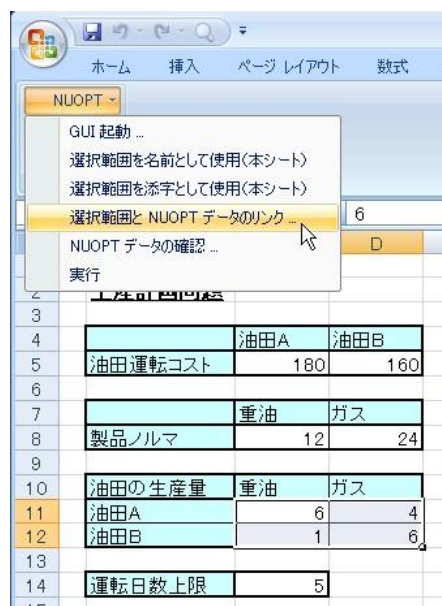 ホーム 挿入 ページ レイアウト 数式
NUOPT
GUI 起動 ...
選択範囲を名前として使用(本シート)
選択範囲を添字として使用(本シート)
選択範囲と NUOPT データのリンク ...
NUOPT データの確認 ...
実行
6
D
2 生産計画問題
3
4 油田A 油田B
5 油田運転コスト 180 160
6
7 重油 ガス
8 製品ノルマ 12 24
9
10 油田の生産量 重油 ガス
11 油田A 6 4
12 油田B 1 6
13
14 運転日数上限 5